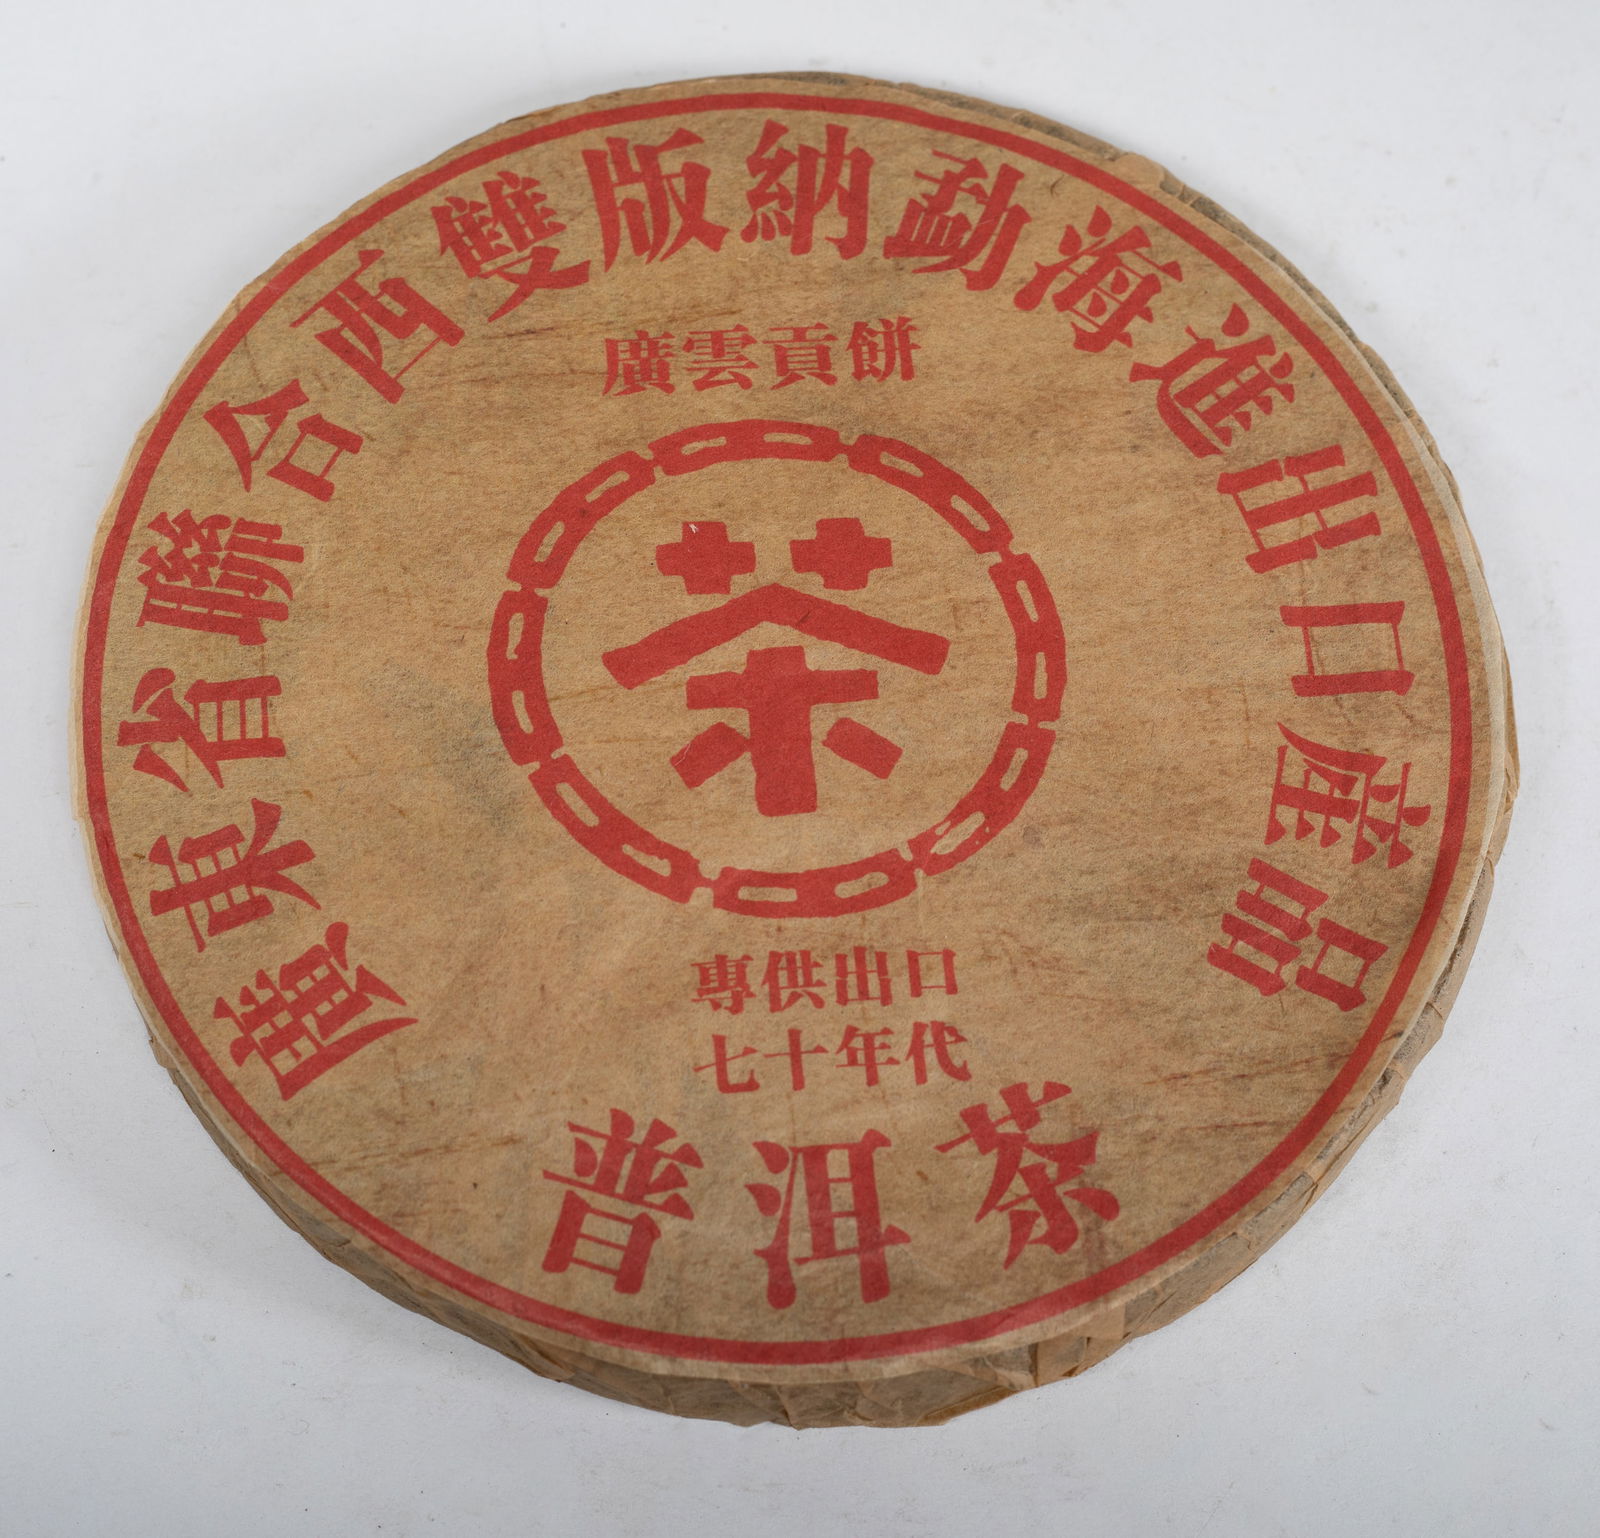 廣東省聯合西雙版納勐海進出口產品
廣雲貢餅
茶
專供出口
七十年代
普洱茶